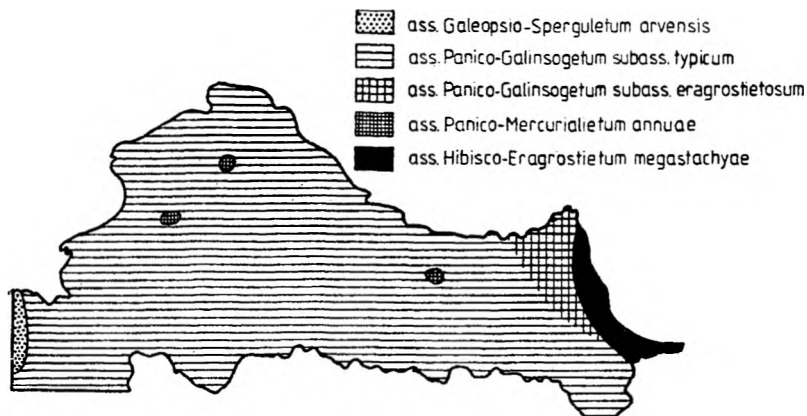 ass. Galeopsio-Sperguletum arvensis
ass. Panico-Galinsogetum subass. typicum
ass. Panico-Galinsogetum subass. eragrostietosum
ass. Panico-Mercurialietum annuae
ass. Hibisco-Eragrostietum megastachyae